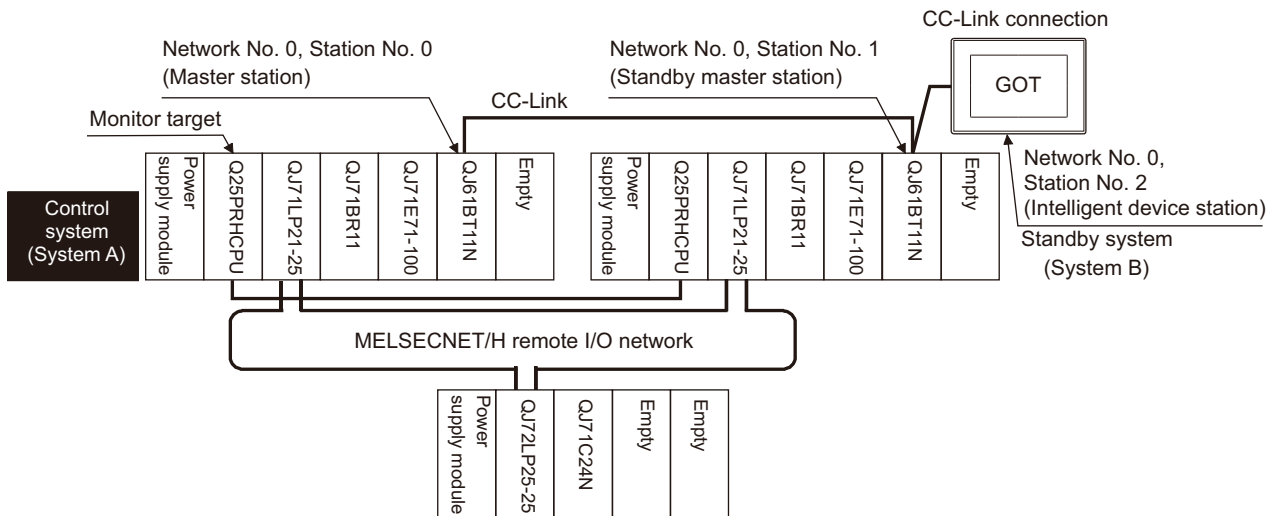 CC-Link connection
Network No. 0, Station No. 0
(Master station)
Network No. 0, Station No. 1
(Standby master station)
GOT
CC-Link
Monitor target
Network No. 0,
Station No. 2
(Intelligent device station)
Standby system
(System B)
Control
system
(System A)
Power
supply module
Q25PRHCPU
QJ71LP21-25
QJ71BR11
QJ71E71-100
QJ61BT11N
Empty
Power
supply module
Q25PRHCPU
QJ71LP21-25
QJ71BR11
QJ71E71-100
QJ61BT11N
Empty
MELSECNET/H remote I/O network
Power
supply module
QJ72LP25-25
QJ71C24N
Empty
Empty